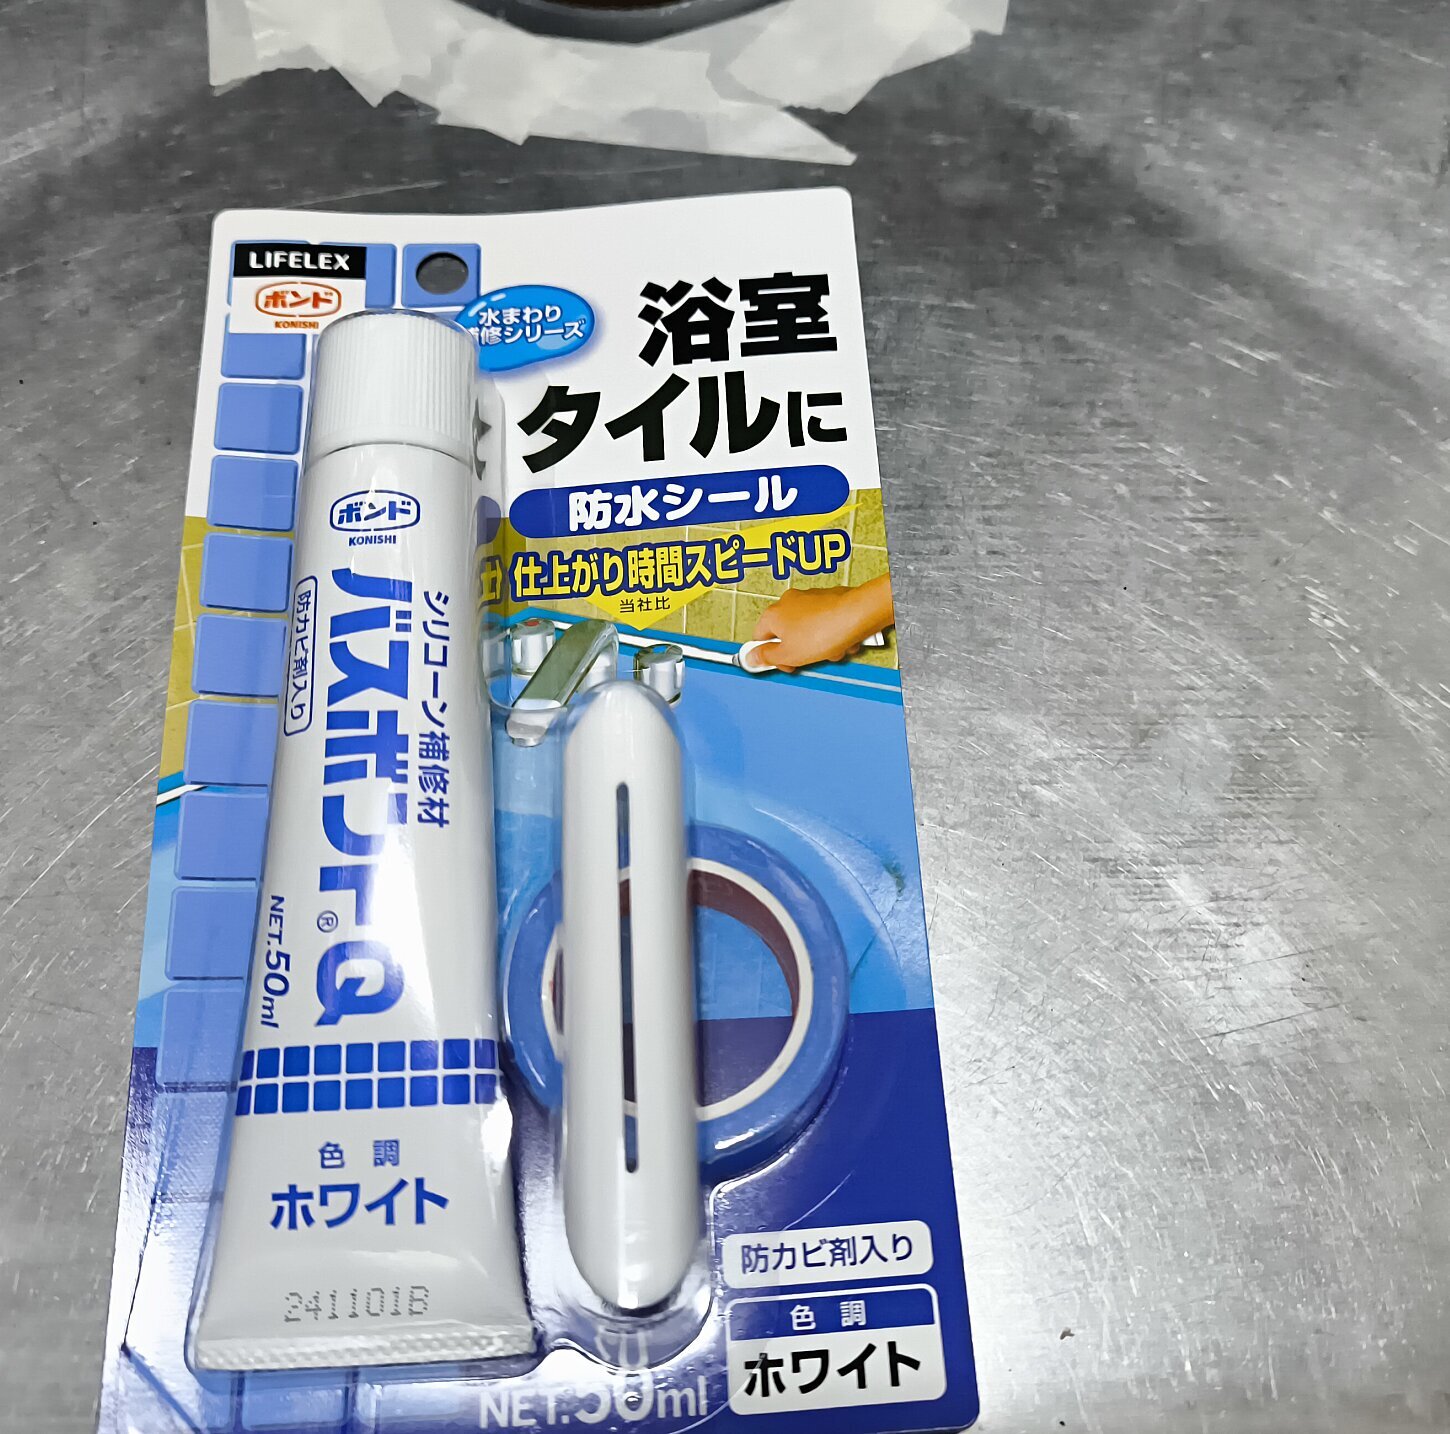 LIFELEX
ボンド
KONISHI
水まわり
補修シリーズ
浴室
タイルに
防水シール
仕上がり時間スピードUP
当社比
ボンド
KONISHI
シリコーン補修材
バスボンドQ®
防カビ剤入り
NET.50ml
色調
ホワイト
241101B
防カビ剤入り
色調
ホワイト
NET.50ml